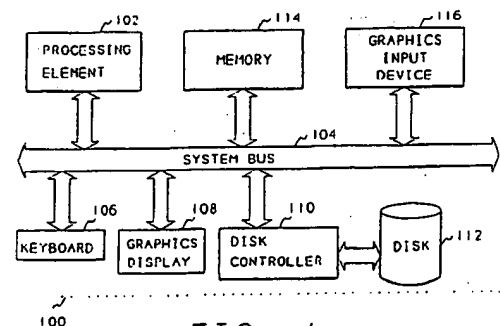 102
114
116
PROCESSING
ELEMENT
MEMORY
GRAPHICS
INPUT
DEVICE
104
SYSTEM BUS
106
108
110
KEYBOARD
GRAPHICS
DISPLAY
DISK
CONTROLLER
DISK
112
100